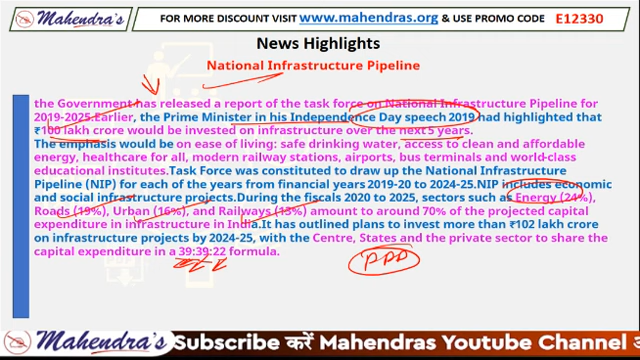 Mahendra's
FOR MORE DISCOUNT VISIT www.mahendras.org & USE PROMO CODE E12330
News Highlights
National Infrastructure Pipeline
the Government has released a report of the task force on National Infrastructure Pipeline for
2019-2025.Earlier, the Prime Minister in his Independence Day speech 2019 had highlighted that
₹100 lakh crore would be invested on infrastructure over the next 5 years.
The emphasis would be on ease of living: safe drinking water, access to clean and affordable
energy, healthcare for all, modern railway stations, airports, bus terminals and world-class
educational institutes.Task Force was constituted to draw up the National Infrastructure
Pipeline (NIP) for each of the years from financial years 2019-20 to 2024-25.NIP includes economic
and social infrastructure projects.During the fiscals 2020 to 2025, sectors such as Energy (24%),
Roads (19%), Urban (16%), and Railways (13%) amount to around 70% of the projected capital
expenditure in infrastructure in India.It has outlined plans to invest more than ₹102 lakh crore
on infrastructure projects by 2024-25, with the Centre, States and the private sector to share the
capital expenditure in a 39:39:22 formula.
PPP
Mahendra's Subscribe करें Mahendras Youtube Channel